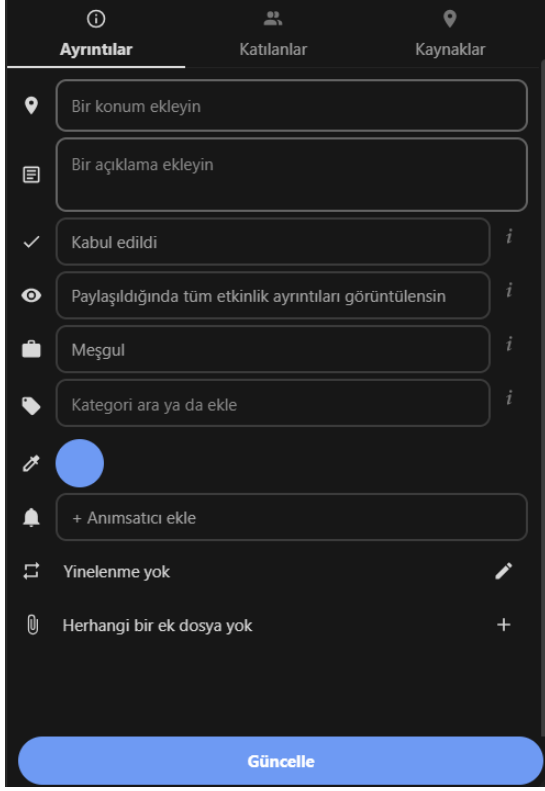 Ayrıntılar
Katılanlar
Kaynaklar
Bir konum ekleyin
Bir açıklama ekleyin
Kabul edildi
i
Paylaşıldığında tüm etkinlik ayrıntıları görüntülensin
i
Meşgul
i
Kategori ara ya da ekle
i
+ Anımsatıcı ekle
Yinelenme yok
Herhangi bir ek dosya yok
Güncelle